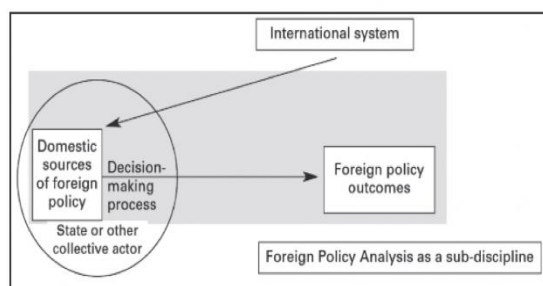 International system
Domestic
sources
of foreign
policy
Decision-
making
process
Foreign policy
outcomes
State or other
collective actor
Foreign Policy Analysis as a sub-discipline